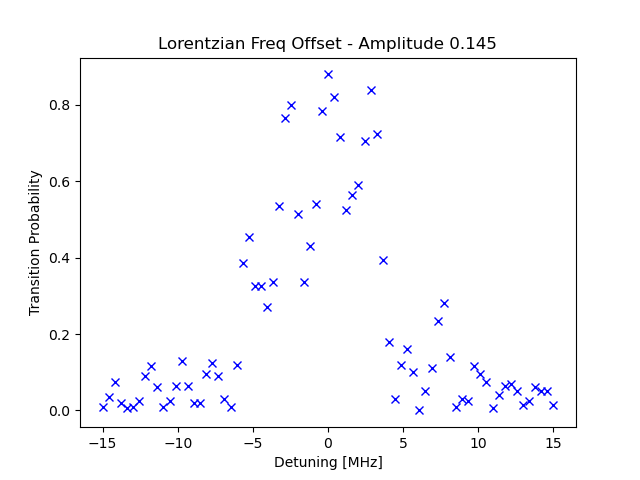 Lorentzian Freq Offset - Amplitude 0.145
Transition Probability
0.8
0.6
0.4
0.2
0.0
−15 −10 −5 0 5 10 15
Detuning [MHz]